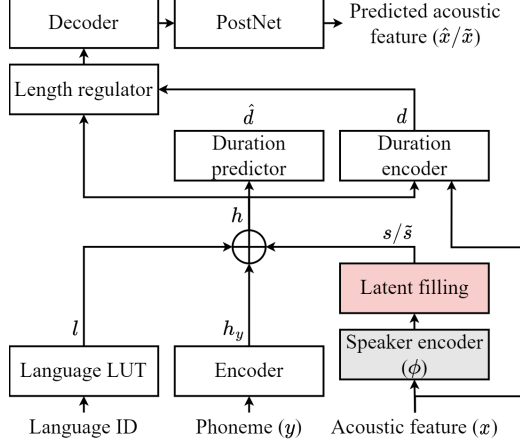 Decoder
PostNet
Predicted acoustic
feature (x̂/x̃)
Length regulator
d̂
d
Duration
predictor
Duration
encoder
h
s/s̃
Latent filling
l
h_y
Speaker encoder
(ϕ)
Language LUT
Encoder
Language ID
Phoneme (y)
Acoustic feature (x)